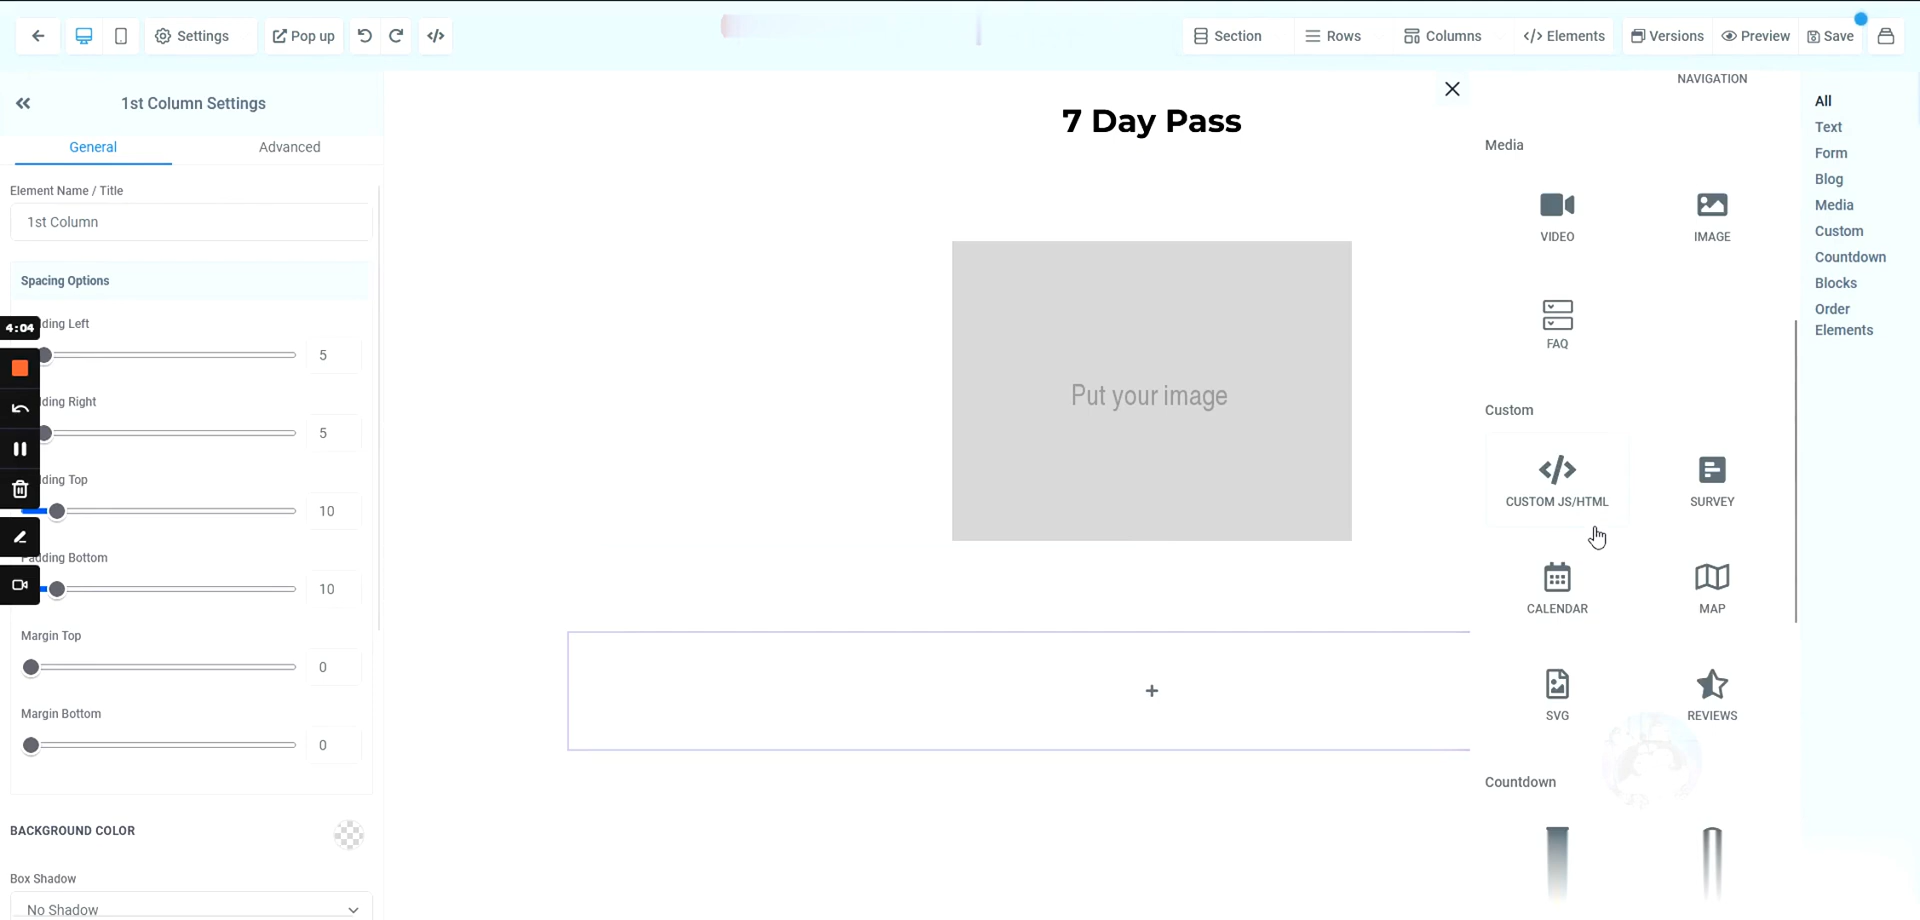 Settings
Pop up
Section
Rows
Columns
</> Elements
Versions
Preview
Save
1st Column Settings
General
Advanced
Element Name / Title
1st Column
Spacing Options
4:04
dding Left
5
dding Right
5
dding Top
10
Padding Bottom
10
Margin Top
0
Margin Bottom
0
BACKGROUND COLOR
Box Shadow
No Shadow
7 Day Pass
Put your image
+
NAVIGATION
Media
VIDEO
IMAGE
FAQ
Custom
CUSTOM JS/HTML
SURVEY
CALENDAR
MAP
SVG
REVIEWS
Countdown
All
Text
Form
Blog
Media
Custom
Countdown
Blocks
Order
Elements